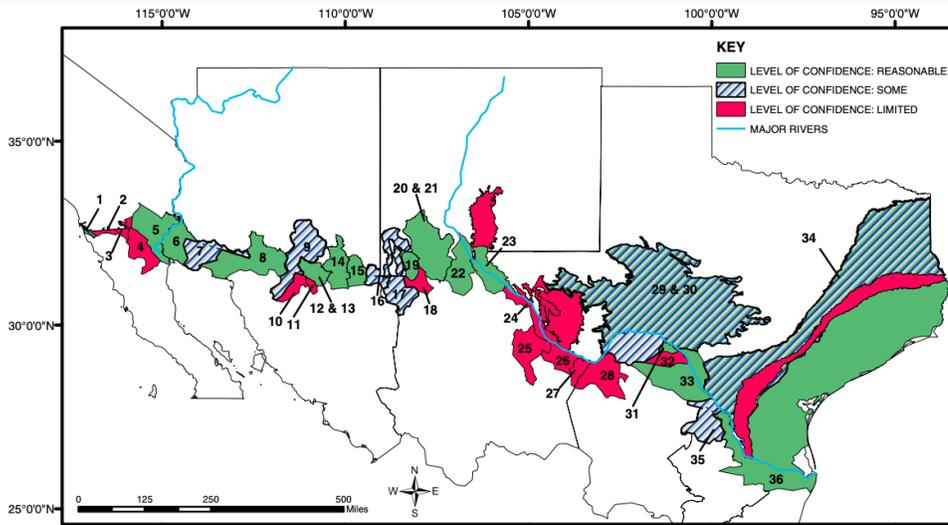 115°0'0"W
110°0'0"W
105°0'0"W
100°0'0"W
95°0'0"W
KEY
LEVEL OF CONFIDENCE: REASONABLE
LEVEL OF CONFIDENCE: SOME
LEVEL OF CONFIDENCE: LIMITED
MAJOR RIVERS
35°0'0"N
30°0'0"N
25°0'0"N
1
2
3
4
5
6
7
8
9
10
11
12 & 13
14
15
16
17
18
19
20 & 21
22
23
24
25
26
27
28
29 & 30
31
32
33
34
35
36
N
W E
S
0 125 250 500
Miles